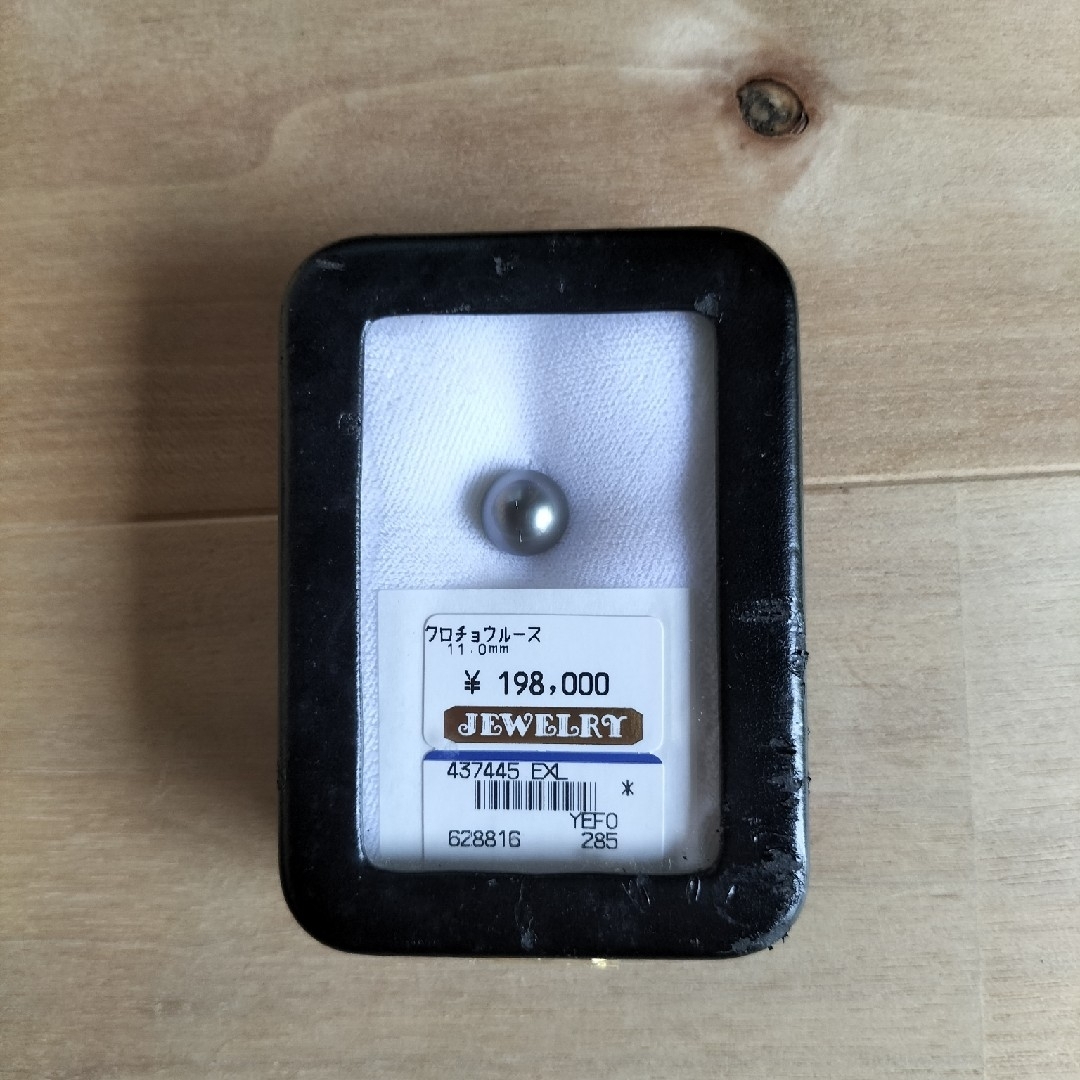 クロチョウルース
11.0mm
¥ 198,000
JEWELRY
437445 EXL
*
YEFO
628816 285